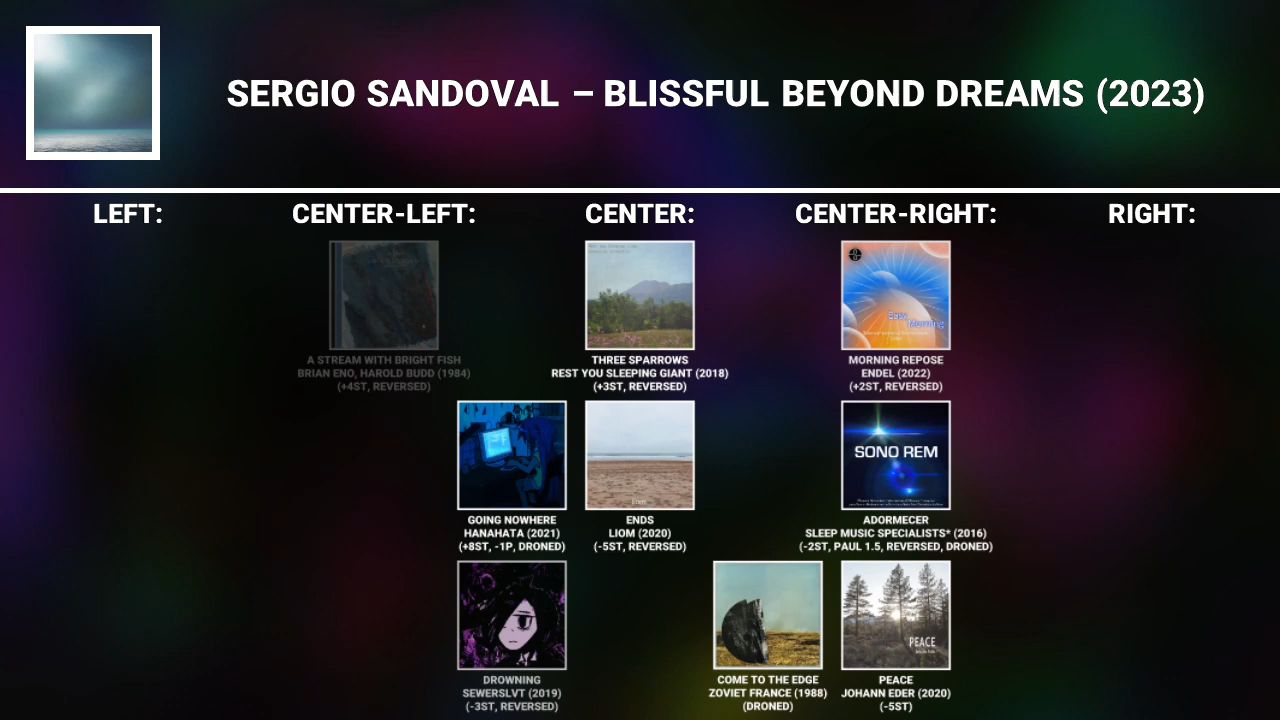 SERGIO SANDOVAL – BLISSFUL BEYOND DREAMS (2023)
LEFT:
CENTER-LEFT:
CENTER:
CENTER-RIGHT:
RIGHT:
A STREAM WITH BRIGHT FISH
BRIAN ENO, HAROLD BUDD (1984)
(+4ST, REVERSED)
THREE SPARROWS
REST YOU SLEEPING GIANT (2018)
(+3ST, REVERSED)
Easy
Morning
MORNING REPOSE
ENDEL (2022)
(+2ST, REVERSED)
GOING NOWHERE
HANAHATA (2021)
(+8ST, -1P, DRONED)
ENDS
LIOM (2020)
(-5ST, REVERSED)
SONO REM
ADORMECER
SLEEP MUSIC SPECIALISTS* (2016)
(-2ST, PAUL 1.5, REVERSED, DRONED)
DROWNING
SEWERSLVT (2019)
(-3ST, REVERSED)
COME TO THE EDGE
ZOVIET FRANCE (1988)
(DRONED)
PEACE
PEACE
JOHANN EDER (2020)
(-5ST)